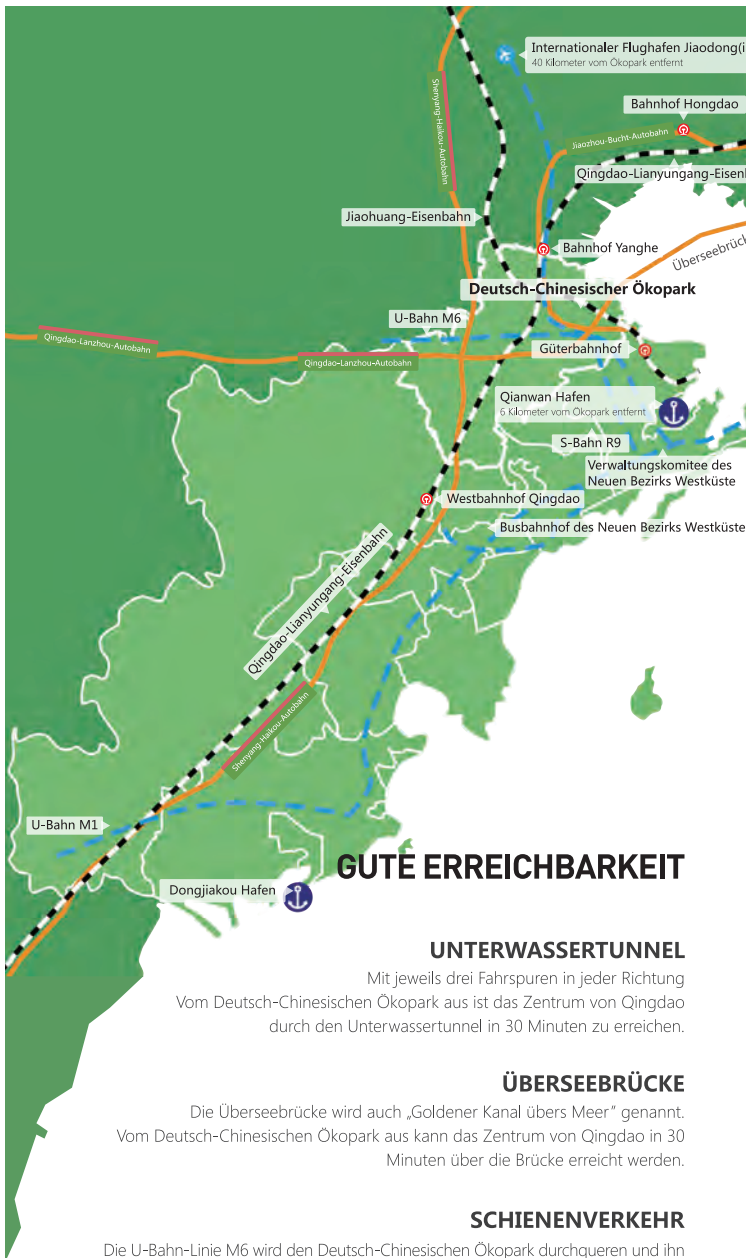 Internationaler Flughafen Jiaodong(i
40 Kilometer vom Ökopark entfernt
Shenyang-Haikou-Autobahn
Bahnhof Hongdao
Jiaozhou-Bucht-Autobahn
Qingdao-Lianyungang-Eisenb
Jiaohuang-Eisenbahn
Bahnhof Yanghe
Überseebrück
Deutsch-Chinesischer Ökopark
U-Bahn M6
Qingdao-Lanzhou-Autobahn
Qingdao-Lanzhou-Autobahn
Güterbahnhof
Qianwan Hafen
6 Kilometer vom Ökopark entfernt
S-Bahn R9
Verwaltungskomitee des
Neuen Bezirks Westküste
Westbahnhof Qingdao
Busbahnhof des Neuen Bezirks Westküste
Qingdao-Lianyungang-Eisenbahn
Shenyang-Haikou-Autobahn
U-Bahn M1
Dongjiakou Hafen
GUTE ERREICHBARKEIT
UNTERWASSERTUNNEL
Mit jeweils drei Fahrspuren in jeder Richtung
Vom Deutsch-Chinesischen Ökopark aus ist das Zentrum von Qingdao
durch den Unterwassertunnel in 30 Minuten zu erreichen.
ÜBERSEEBRÜCKE
Die Überseebrücke wird auch „Goldener Kanal übers Meer" genannt.
Vom Deutsch-Chinesischen Ökopark aus kann das Zentrum von Qingdao in 30
Minuten über die Brücke erreicht werden.
SCHIENENVERKEHR
Die U-Bahn-Linie M6 wird den Deutsch-Chinesischen Ökopark durchqueren und ihn